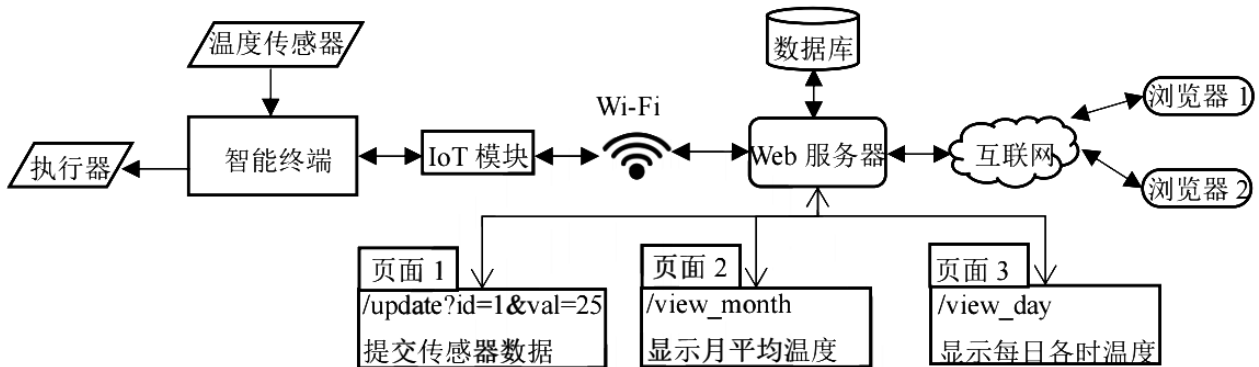 温度传感器
数据库
Wi-Fi
浏览器 1
执行器
智能终端
IoT 模块
Web 服务器
互联网
浏览器 2
页面 1
/update?id=1&val=25
提交传感器数据
页面 2
/view_month
显示月平均温度
页面 3
/view_day
显示每日各时温度